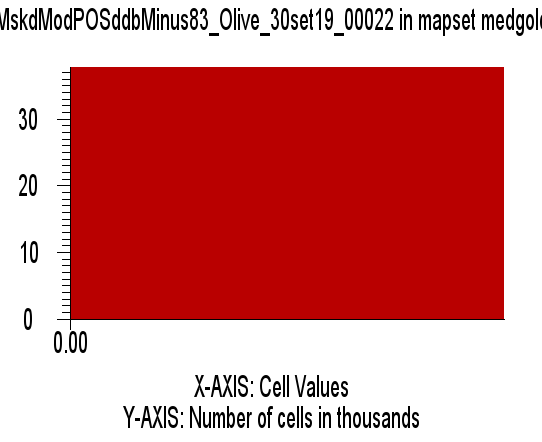 MskdModPOSddbMinus83_Olive_30set19_00022 in mapset medgold
30
20
10
0
0.00
X-AXIS: Cell Values
Y-AXIS: Number of cells in thousands